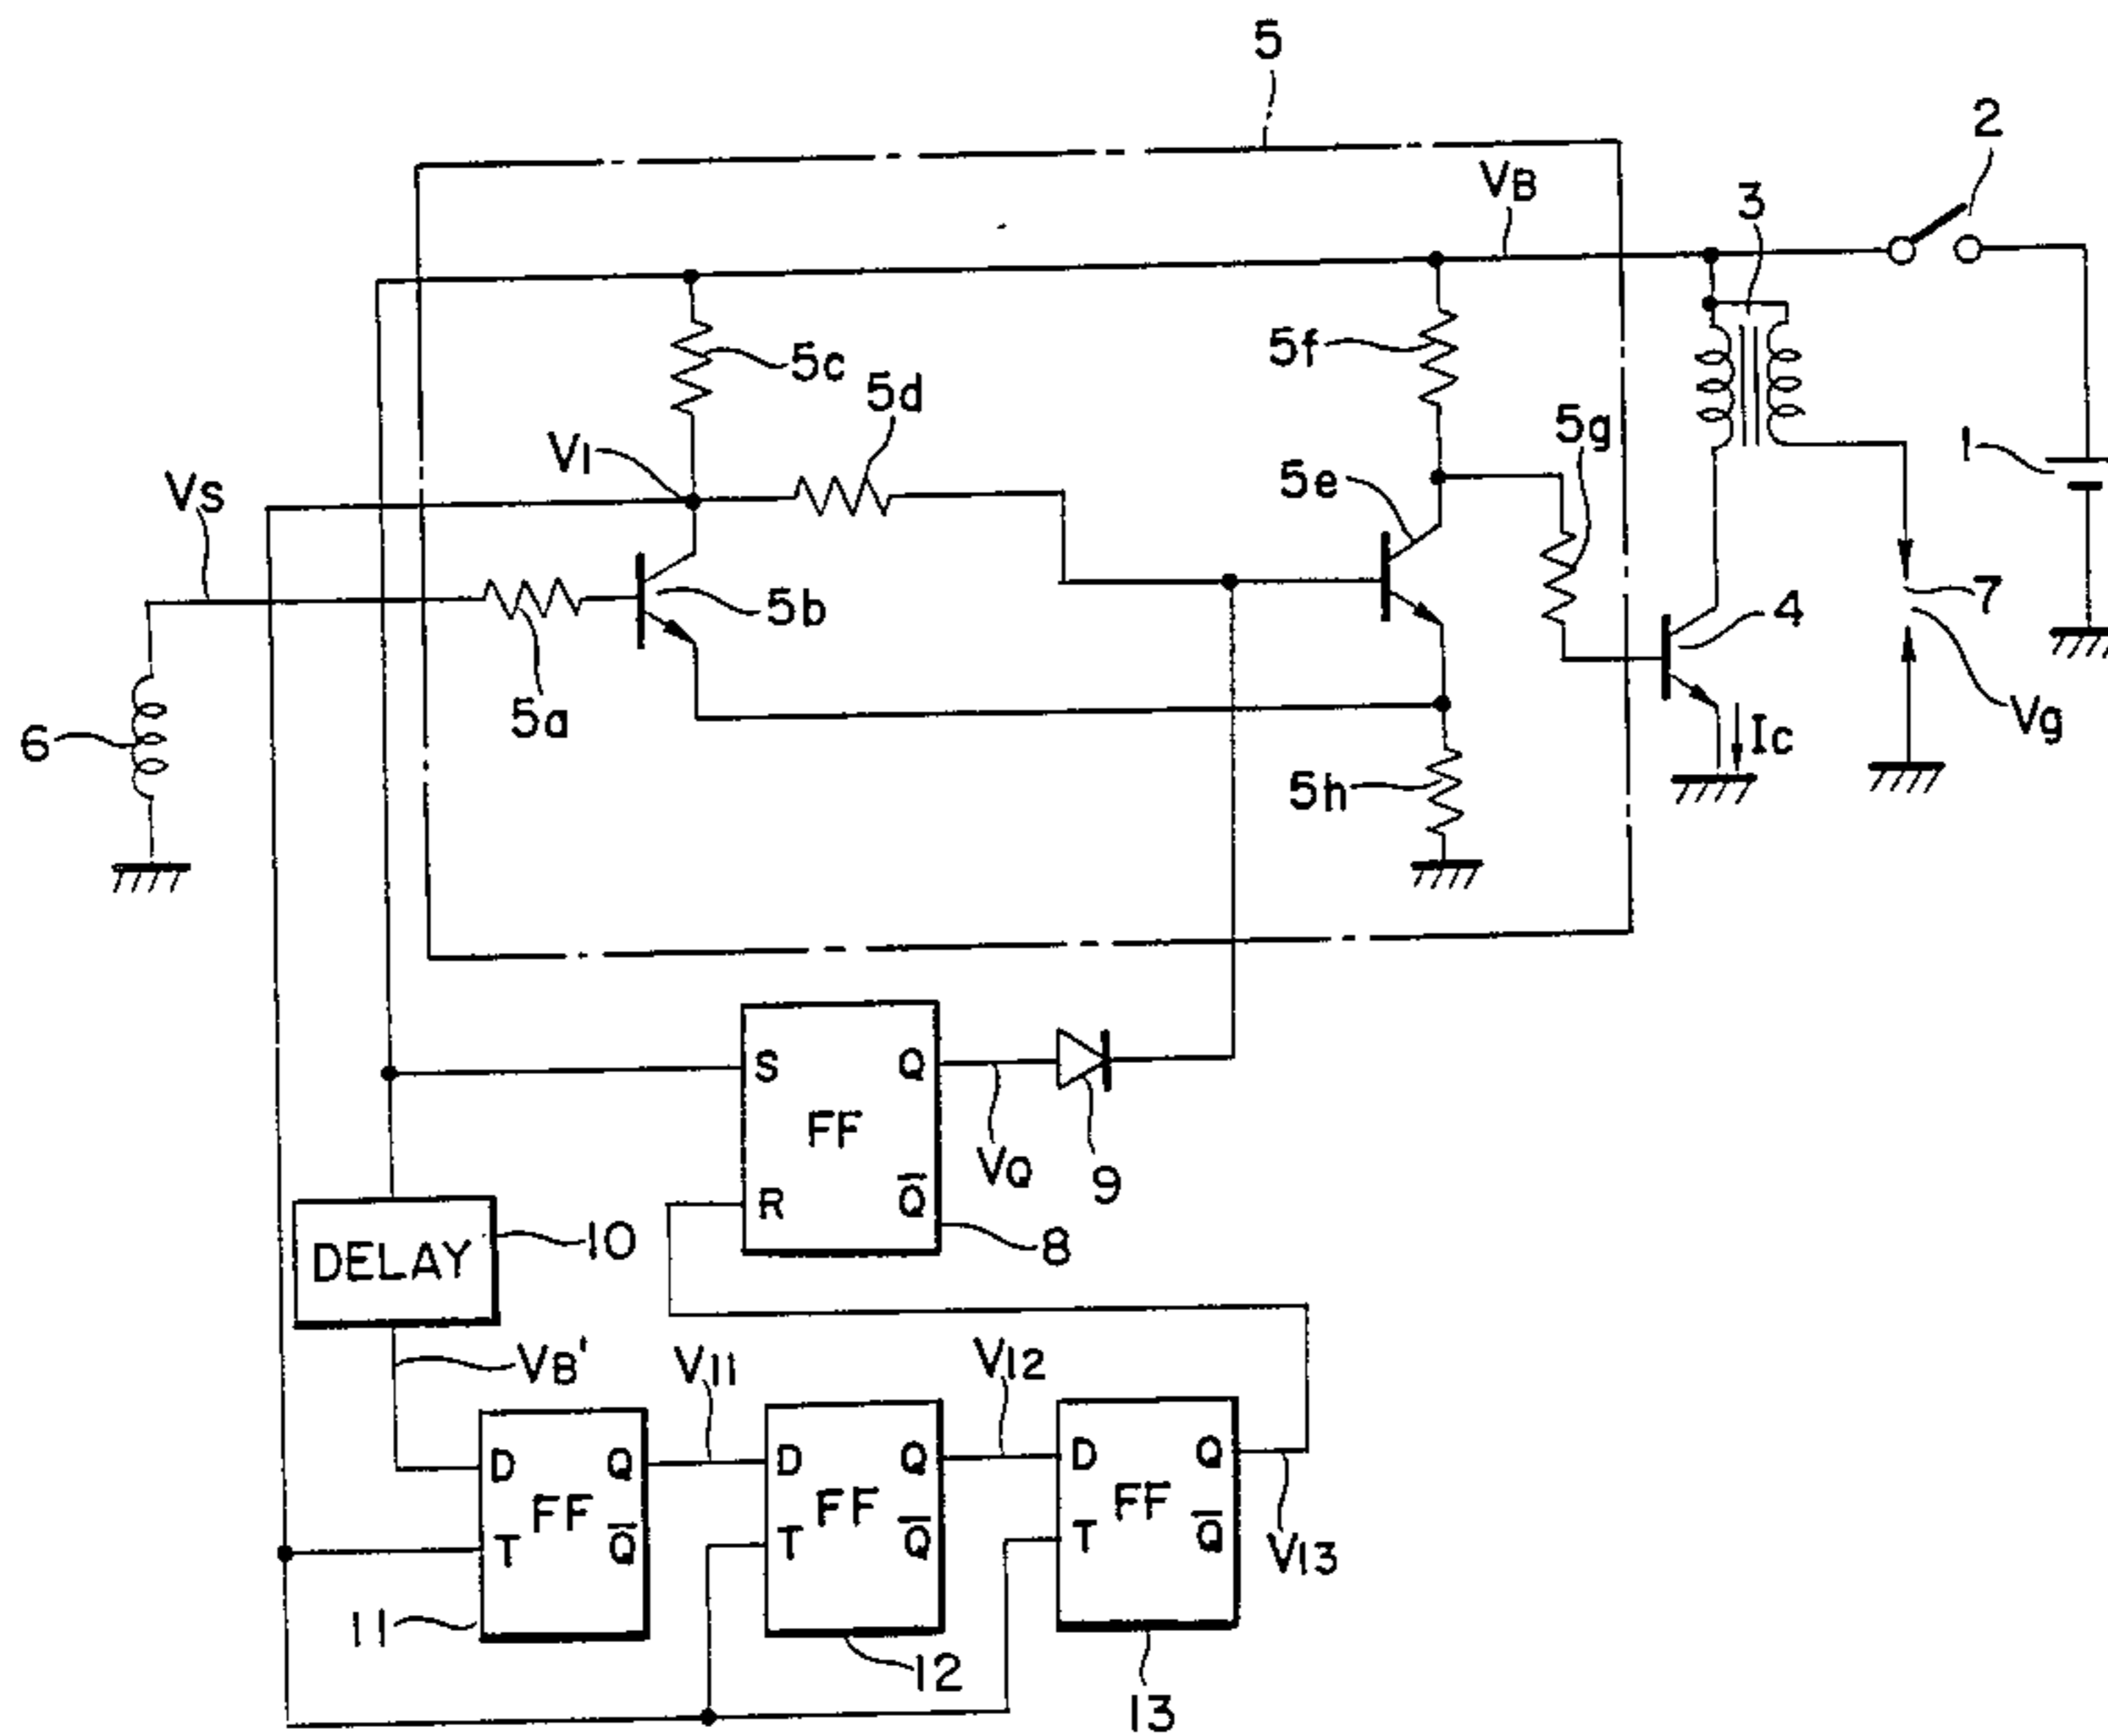 5
2
VB
3
5c
5f
5d
5g
V1
1
VS
5e
5b
4
7
5a
6
Vg
Ic
5h
S
Q
FF
VQ
9
R
Q̅
8
10
DELAY
VB'
V11
V12
D
Q
D
Q
D
Q
FF
FF
FF
T
Q̅
T
Q̅
T
Q̅
V13
11
12
13